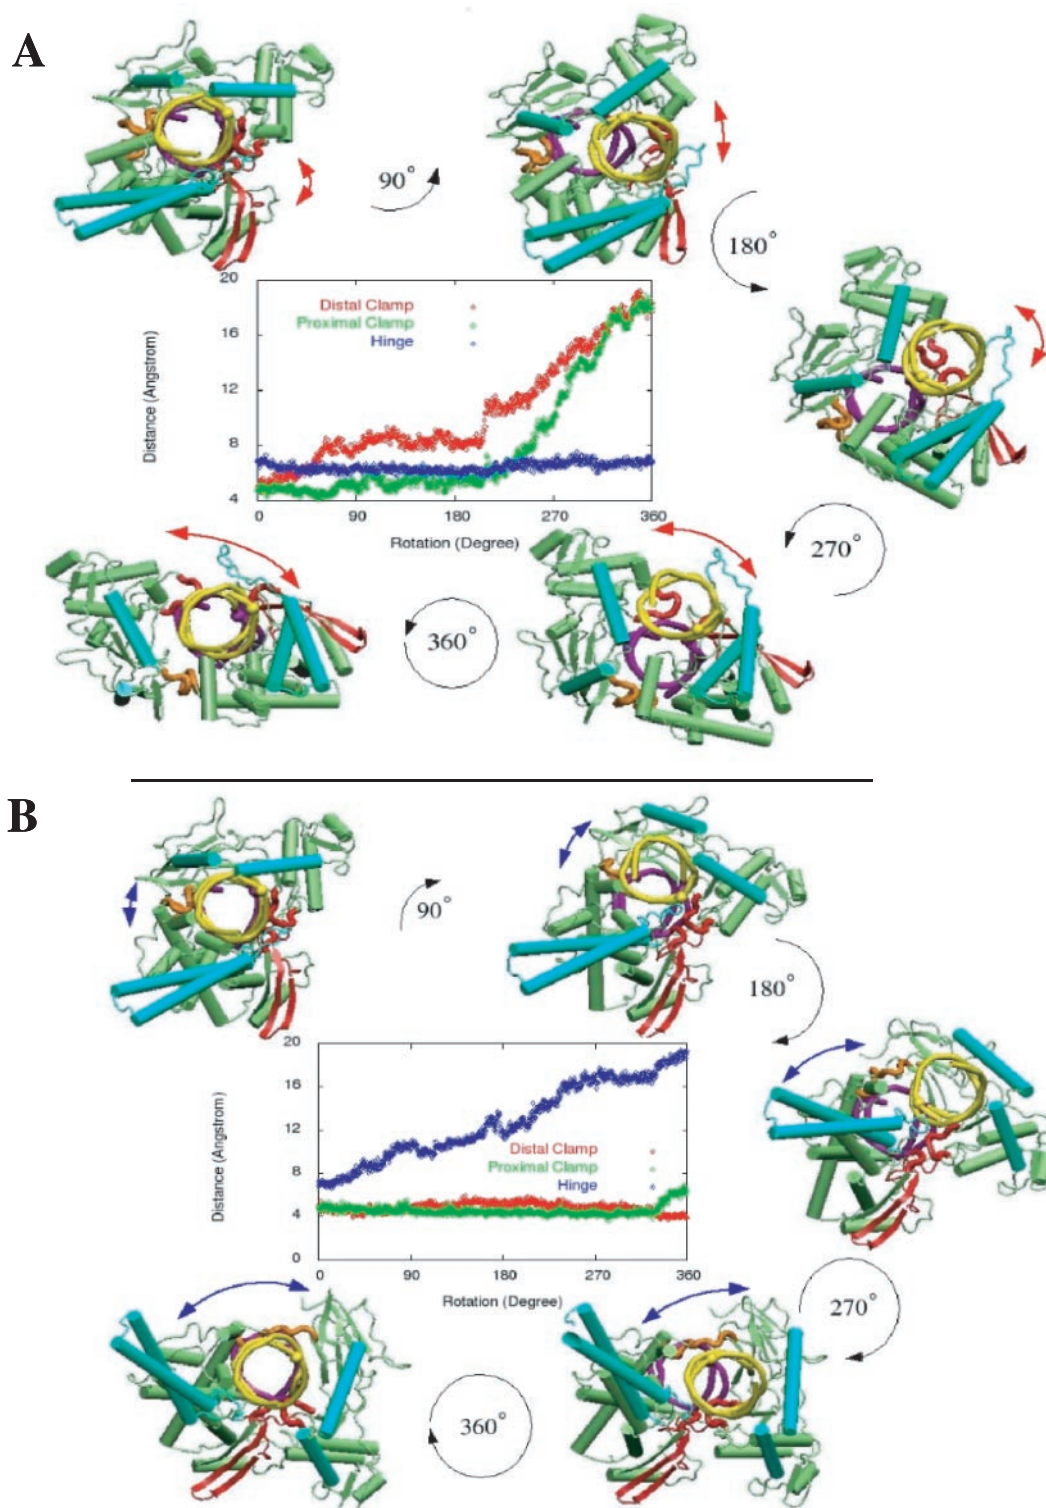 A
90°
180°
20
16
12
8
4
Distance (Angstrom)
Distal Clamp
Proximal Clamp
Hinge
0 90 180 270 360
Rotation (Degree)
270°
360°
B
90°
180°
20
16
12
8
4
0
Distance (Angstrom)
Distal Clamp
Proximal Clamp
Hinge
0 90 180 270 360
Rotation (Degree)
270°
360°